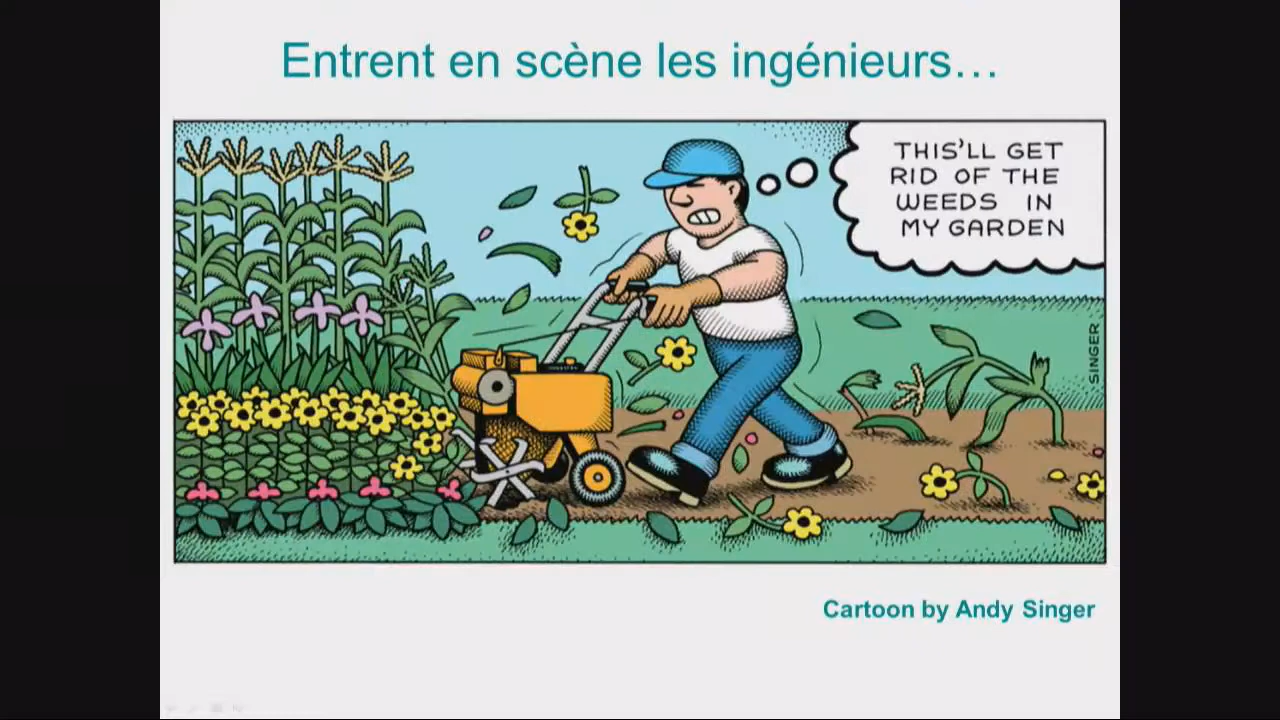 Entrent en scène les ingénieurs…
THIS'LL GET
RID OF THE
WEEDS IN
MY GARDEN
SINGER
Cartoon by Andy Singer